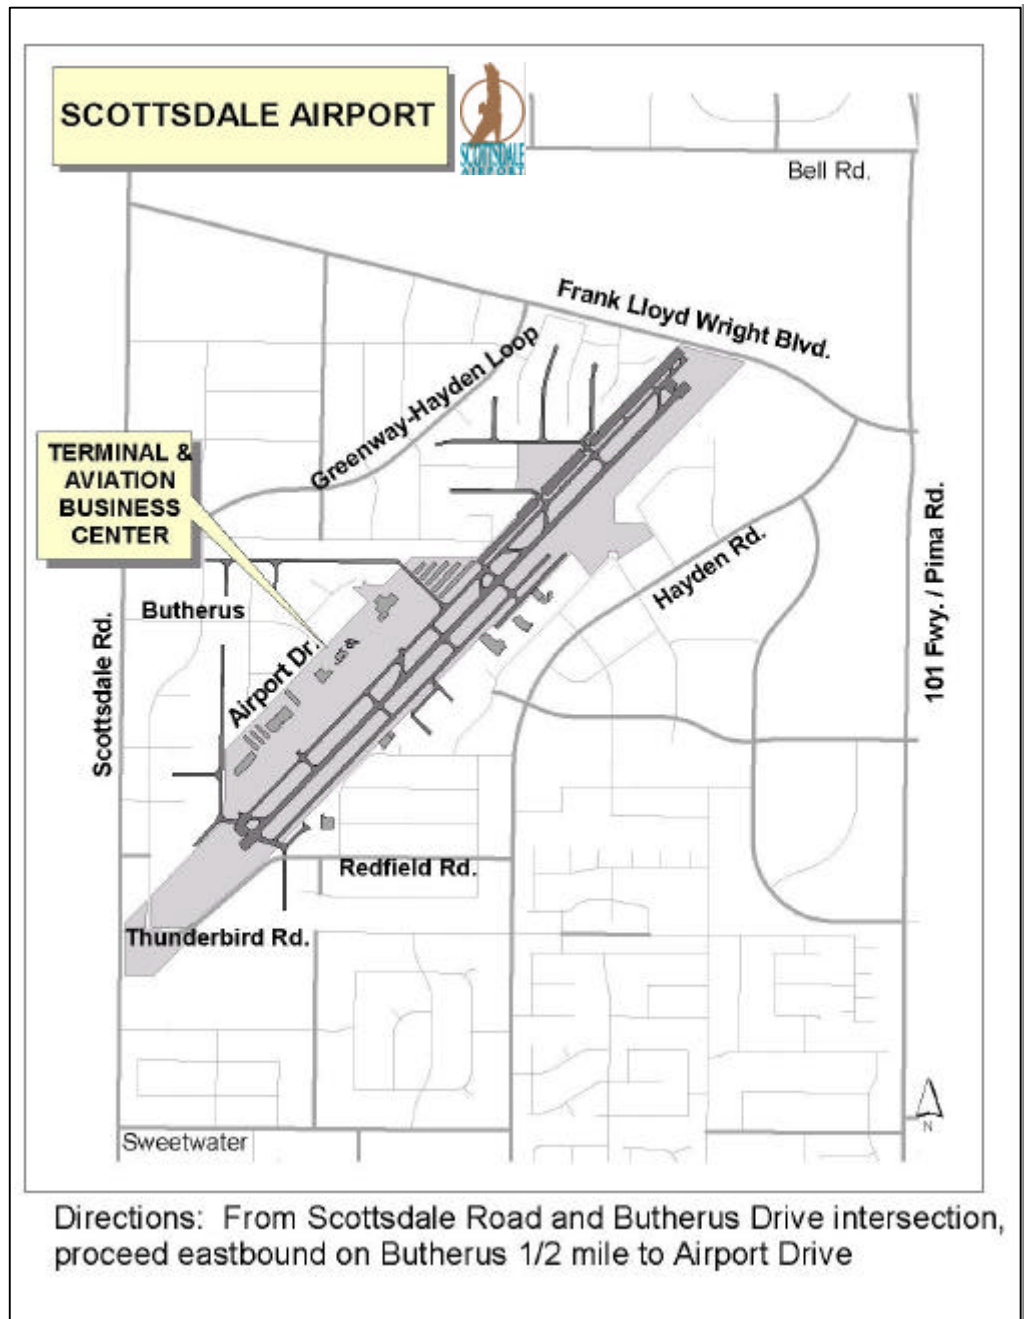 SCOTTSDALE AIRPORT
SCOTTSDALE
AIRPORT
Bell Rd.
Frank Lloyd Wright Blvd.
Greenway-Hayden Loop
TERMINAL &
AVIATION
BUSINESS
CENTER
Hayden Rd.
101 Fwy. / Pima Rd.
Butherus
Scottsdale Rd.
Airport Dr.
Redfield Rd.
Thunderbird Rd.
Sweetwater
N
Directions: From Scottsdale Road and Butherus Drive intersection,
proceed eastbound on Butherus 1/2 mile to Airport Drive